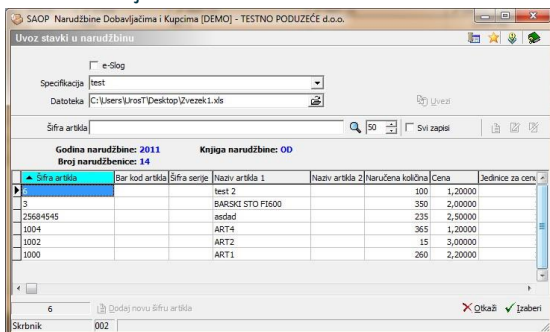 SAOP Narudžbine Dobavljačima i Kupcima [DEMO] - TESTNO PODUZEĆE d.o.o.
Uvoz stavki u narudžbinu
e-Slog
Specifikacija test
Datoteka C:\Users\UrosT\Desktop\Zvezek1.xls Uvezi
Šifra artikla 50 Svi zapisi
Godina narudžbine: 2011 Knjiga narudžbine: OD
Broj narudžbenice: 14
Šifra artikla Bar kod artikla Šifra serije Naziv artikla 1 Naziv artikla 2 Naručena količina Cena Jedinice za cenu
test 2 100 1,20000
3 BARSKI STO FI600 350 2,00000
25684545 asdad 235 2,50000
1004 ART4 365 1,20000
1002 ART2 15 3,00000
1000 ART1 260 2,20000
6 Dodaj novu šifru artikla Otkaži Izaberi
Skrbnik 002